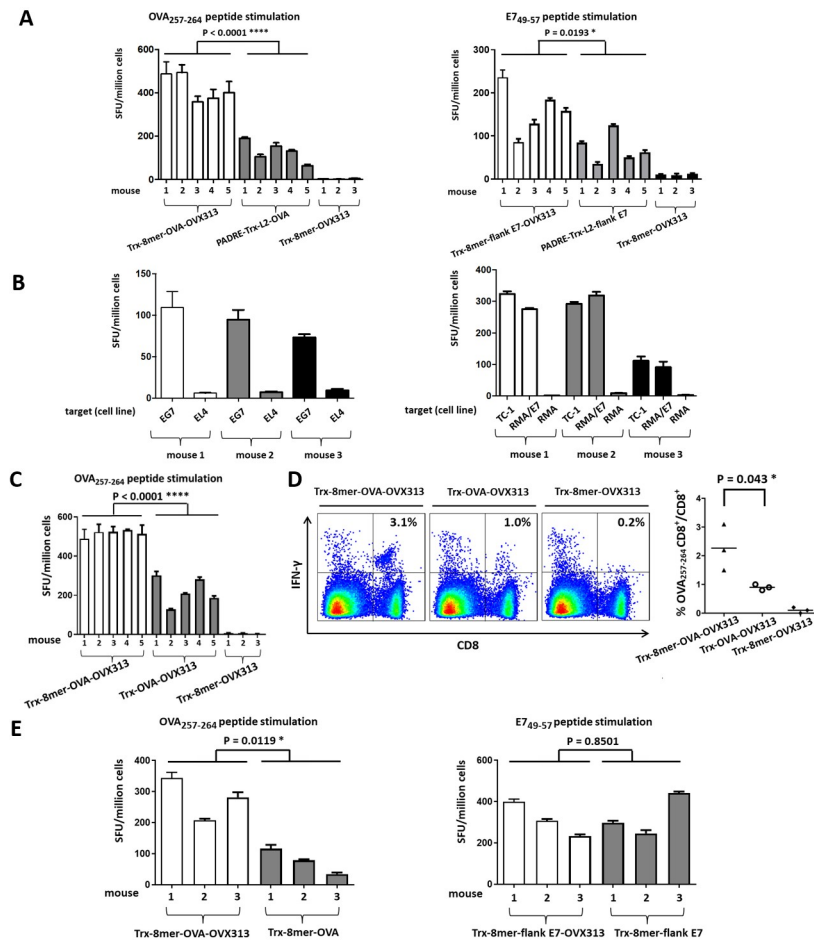 A
OVA257-264 peptide stimulation
P < 0.0001 ****
SFU/million cells
600
400
200
0
mouse 1 2 3 4 5 1 2 3 4 5 1 2 3
Trx-8mer-OVA-OVX313
PADRE-Trx-L2-OVA
Trx-8mer-OVX313
E749-57 peptide stimulation
P = 0.0193 *
SFU/million cells
300
200
100
0
mouse 1 2 3 4 5 1 2 3 4 5 1 2 3
Trx-8mer-flank E7-OVX313
PADRE-Trx-L2-flank E7
Trx-8mer-OVX313
B
SFU/million cells
150
100
50
0
target (cell line) EG7 EL4 EG7 EL4 EG7 EL4
mouse 1 mouse 2 mouse 3
SFU/million cells
400
300
200
100
0
target (cell line) TC-1 RMA/E7 RMA TC-1 RMA/E7 RMA TC-1 RMA/E7 RMA
mouse 1 mouse 2 mouse 3
C
OVA257-264 peptide stimulation
P < 0.0001 ****
SFU/million cells
600
400
200
0
mouse
1 2 3 4 5 1 2 3 4 5 1 2 3
Trx-8mer-OVA-OVX313
Trx-OVA-OVX313
Trx-8mer-OVX313
D
Trx-8mer-OVA-OVX313 Trx-OVA-OVX313 Trx-8mer-OVX313
3.1% 1.0% 0.2%
IFN-γ
CD8
P = 0.043 *
% OVA257-264 CD8+/CD8+
4
3
2
1
0
Trx-8mer-OVA-OVX313
Trx-OVA-OVX313
Trx-8mer-OVX313
E
OVA257-264 peptide stimulation
P = 0.0119 *
SFU/million cells
400
300
200
100
0
mouse
1 2 3 1 2 3
Trx-8mer-OVA-OVX313 Trx-8mer-OVA
E749-57 peptide stimulation
P = 0.8501
SFU/million cells
600
400
200
0
mouse
1 2 3 1 2 3
Trx-8mer-flank E7-OVX313 Trx-8mer-flank E7